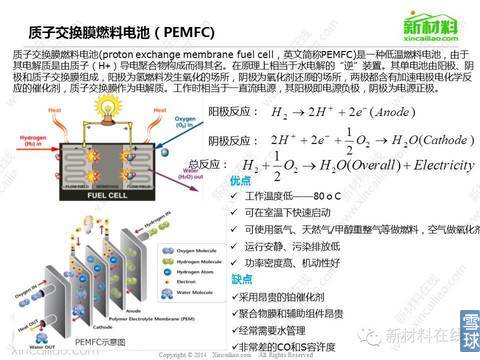 质子交换膜燃料电池（PEMFC)
新材料
xincailiao.com
质子交换膜燃料电池(proton exchange membrane fuel cell，英文简称PEMFC)是一种低温燃料电池，由于
其电解质是由质子（H+）导电聚合物构成而得其名。在原理上相当于水电解的“逆”装置。其单电池由阳极、阴
极和质子交换膜组成，阳极为氢燃料发生氧化的场所，阴极为氧化剂还原的场所，两极都含有加速电极电化学反
应的催化剂，质子交换膜作为电解质。工作时相当于一直流电源，其阳极即电源负极，阴极为电源正极。
Heat
Heat
Hydrogen
(H₂) in
Oxygen
(O₂) in
Water
(H₂O) out
FLOW FIELD
MEMBRANE
FLOW FIELD
FUEL CELL
阳极反应： H₂ → 2H⁺ + 2e⁻(Anode)
阴极反应： 2H⁺ + 2e⁻ + 1/2 O₂ → H₂O(Cathode)
总反应： H₂ + 1/2 O₂ → H₂O(Overall) + Electricity
优点
✓ 工作温度低——80 o C
✓ 可在室温下快速启动
✓ 可使用氢气、天然气/甲醇重整气等做燃料，空气做氧化剂
✓ 运行安静、污染排放低
✓ 功率密度高、机动性好
缺点
✓采用昂贵的铂催化剂
✓聚合物膜和辅助组件昂贵
✓经常需要水管理
✓非常差的CO和S容许度
Hydrogen IN
Oxygen IN
Heat OUT
Water OUT
Anode
Polymer Electrolyte Membrane (PEM)
Cathode
Oxygen Molecule
Hydrogen Molecule
Hydrogen Atom
Electron
Water Molecule
PEMFC示意图
Copyright © 2014 Xincailiao.com All Rights Reserved
新材料在线
雪球